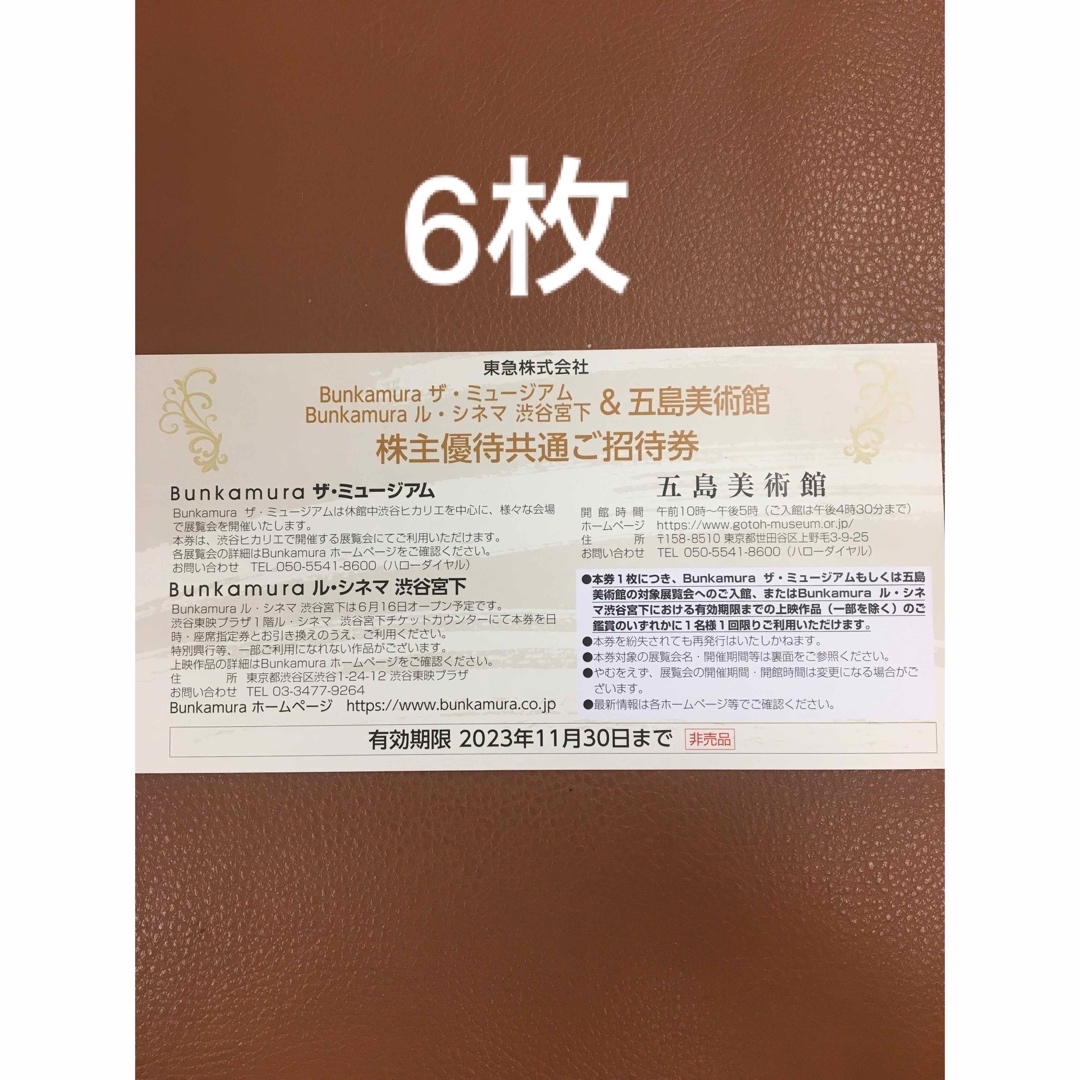 6枚
東急株式会社
Bunkamura ザ・ミュージアム
Bunkamura ル・シネマ 渋谷宮下
& 五島美術館
株主優待共通ご招待券
Bunkamura ザ・ミュージアム
Bunkamura ザ・ミュージアムは休館中渋谷ヒカリエを中心に、様々な会場
で展覧会を開催いたします。
本券は、渋谷ヒカリエで開催する展覧会にてご利用いただけます。
各展覧会の詳細はBunkamura ホームページをご確認ください。
お問い合わせ TEL 050-5541-8600（ハローダイヤル）
Bunkamura ル・シネマ 渋谷宮下
Bunkamura ル・シネマ 渋谷宮下は6月16日オープン予定です。
渋谷東映プラザ1階ル・シネマ 渋谷宮下チケットカウンターにて本券を日
時・座席指定券とお引き換えのうえ、ご利用ください。
特別興行等、一部ご利用になれない作品がございます。
上映作品の詳細はBunkamura ホームページをご確認ください。
住 所 東京都渋谷区渋谷1-24-12 渋谷東映プラザ
お問い合わせ TEL 03-3477-9264
Bunkamura ホームページ https://www.bunkamura.co.jp
五島美術館
開館時間 午前10時～午後5時（ご入館は午後4時30分まで）
ホームページ https://www.gotoh-museum.or.jp/
住 所 〒158-8510 東京都世田谷区上野毛3-9-25
お問い合わせ TEL 050-5541-8600（ハローダイヤル）
●本券1枚につき、Bunkamura ザ・ミュージアムもしくは五島
美術館の対象展覧会へのご入館、またはBunkamura ル・シネ
マ渋谷宮下における有効期限までの上映作品（一部を除く）のご
鑑賞のいずれかに1名様1回限りご利用いただけます。
●本券を紛失されても再発行はいたしかねます。
●本券対象の展覧会名・開催期間等は裏面をご参照ください。
●やむをえず、展覧会の開催期間・開館時間は変更になる場合がご
ざいます。
●最新情報は各ホームページ等でご確認ください。
有効期限 2023年11月30日まで 非売品